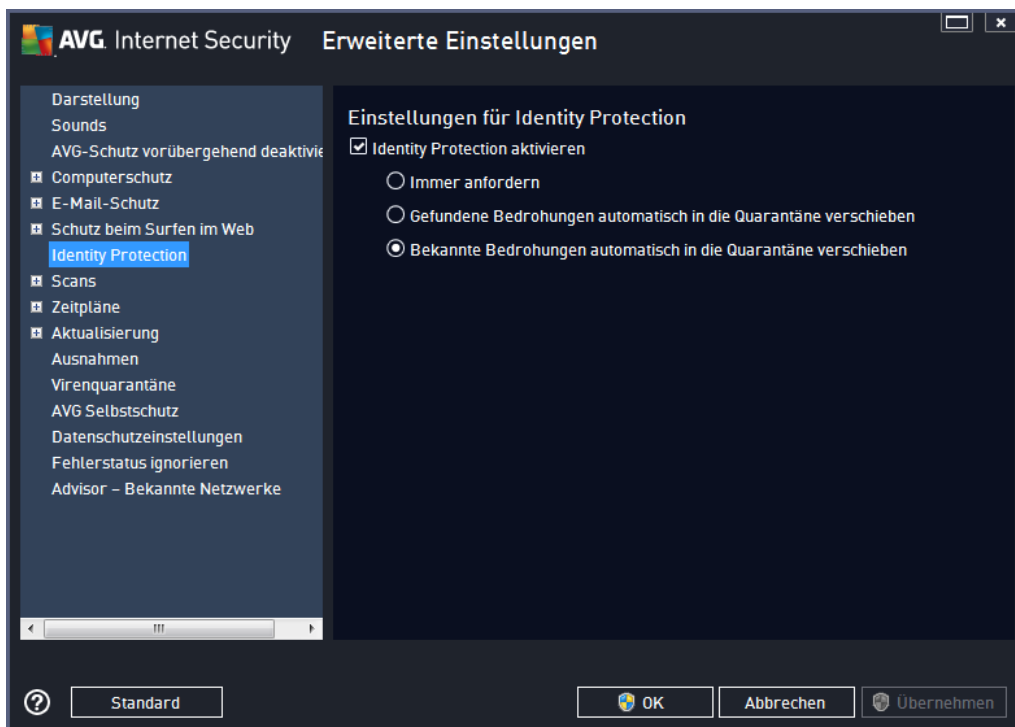 AVG. Internet Security Erweiterte Einstellungen
Darstellung
Sounds
AVG-Schutz vorübergehend deaktivie
Computerschutz
E-Mail-Schutz
Schutz beim Surfen im Web
Identity Protection
Scans
Zeitpläne
Aktualisierung
Ausnahmen
Virenquarantäne
AVG Selbstschutz
Datenschutzeinstellungen
Fehlerstatus ignorieren
Advisor – Bekannte Netzwerke
Einstellungen für Identity Protection
Identity Protection aktivieren
Immer anfordern
Gefundene Bedrohungen automatisch in die Quarantäne verschieben
Bekannte Bedrohungen automatisch in die Quarantäne verschieben
? Standard OK Abbrechen Übernehmen